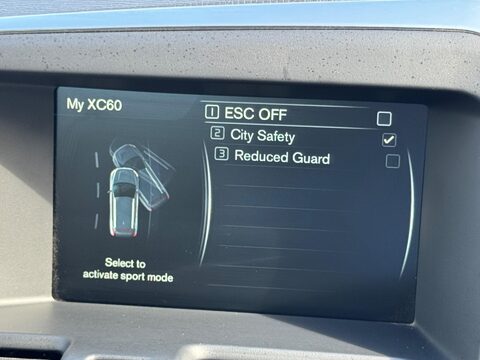 My XC60
1 ESC OFF
2 City Safety
3 Reduced Guard
Select to
activate sport mode